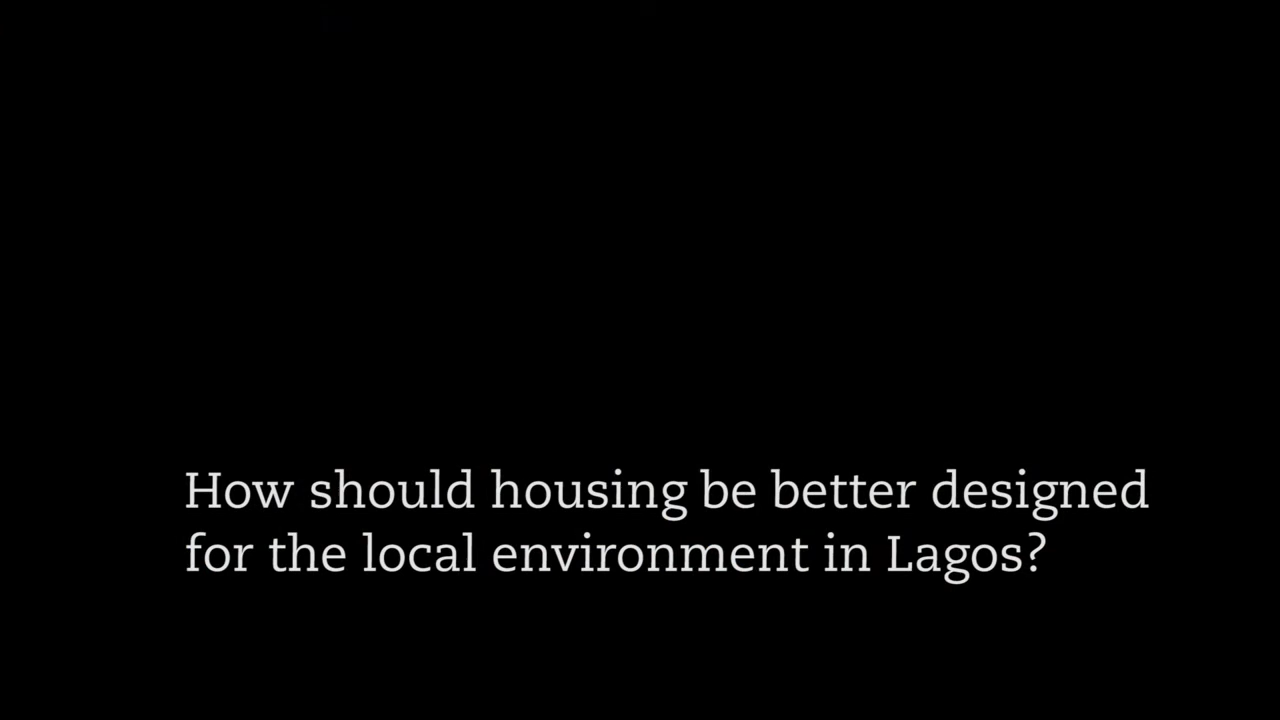 How should housing be better designed
for the local environment in Lagos?